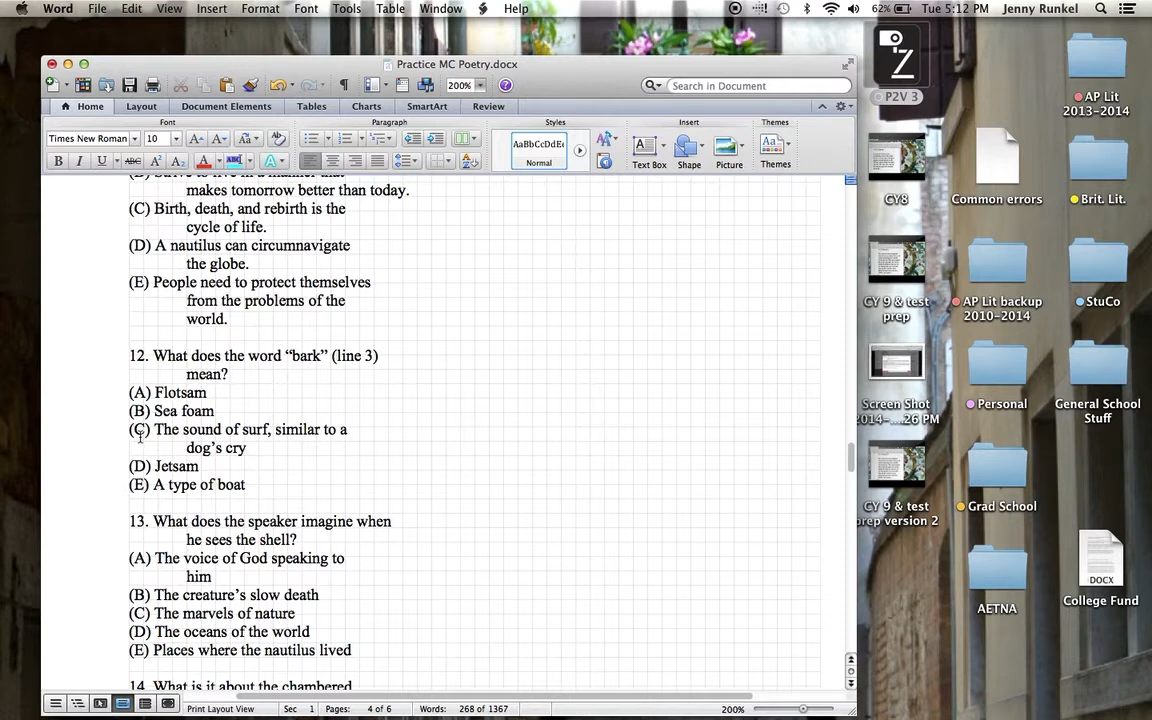 Word File Edit View Insert Format Font Tools Table Window Help 62% Tue 5:12 PM Jenny Runkel
Practice MC Poetry.docx
200% Search in Document
Home Layout Document Elements Tables Charts SmartArt Review
Font Paragraph Styles Insert Themes
Times New Roman 10 Aa AaBbCcDdEe
B I U ABC A² A₂ A ABC A Normal Text Box Shape Picture Themes
makes tomorrow better than today.
(C) Birth, death, and rebirth is the
cycle of life.
(D) A nautilus can circumnavigate
the globe.
(E) People need to protect themselves
from the problems of the
world.
12. What does the word “bark” (line 3)
mean?
(A) Flotsam
(B) Sea foam
(C) The sound of surf, similar to a
dog’s cry
(D) Jetsam
(E) A type of boat
13. What does the speaker imagine when
he sees the shell?
(A) The voice of God speaking to
him
(B) The creature’s slow death
(C) The marvels of nature
(D) The oceans of the world
(E) Places where the nautilus lived
14. What is it about the chambered
Print Layout View Sec 1 Pages: 4 of 6 Words: 268 of 1367 200%
P2V 3
AP Lit
2013-2014
CY8
Common errors
Brit. Lit.
CY 9 & test
prep
AP Lit backup
2010-2014
StuCo
Screen Shot
2014-....26 PM
Personal
General School
Stuff
CY 9 & test
prep version 2
Grad School
DOCX
College Fund
AETNA